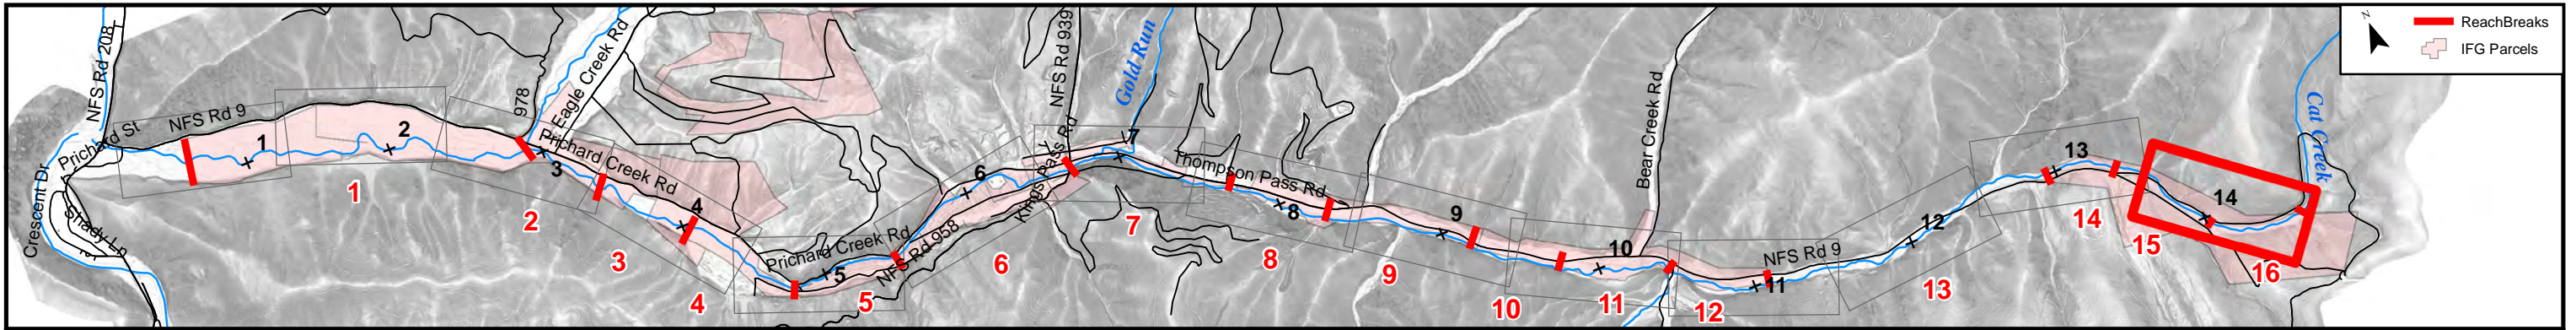 NFS Rd 208
Prichard St
NFS Rd 9
Crescent Dr
Shady Lp
1
2
978
Eagle Creek Rd
Prichard Creek Rd
3
4
Prichard Creek Rd
5
NFS Rd 958
6
Kings Pass Rd
NFS Rd 939
Gold Run
7
Thompson Pass Rd
8
9
10
Bear Creek Rd
NFS Rd 9
11
12
13
14
Cat Creek
1
2
3
4
5
6
7
8
9
10
11
12
13
14
15
16
N
ReachBreaks
IFG Parcels